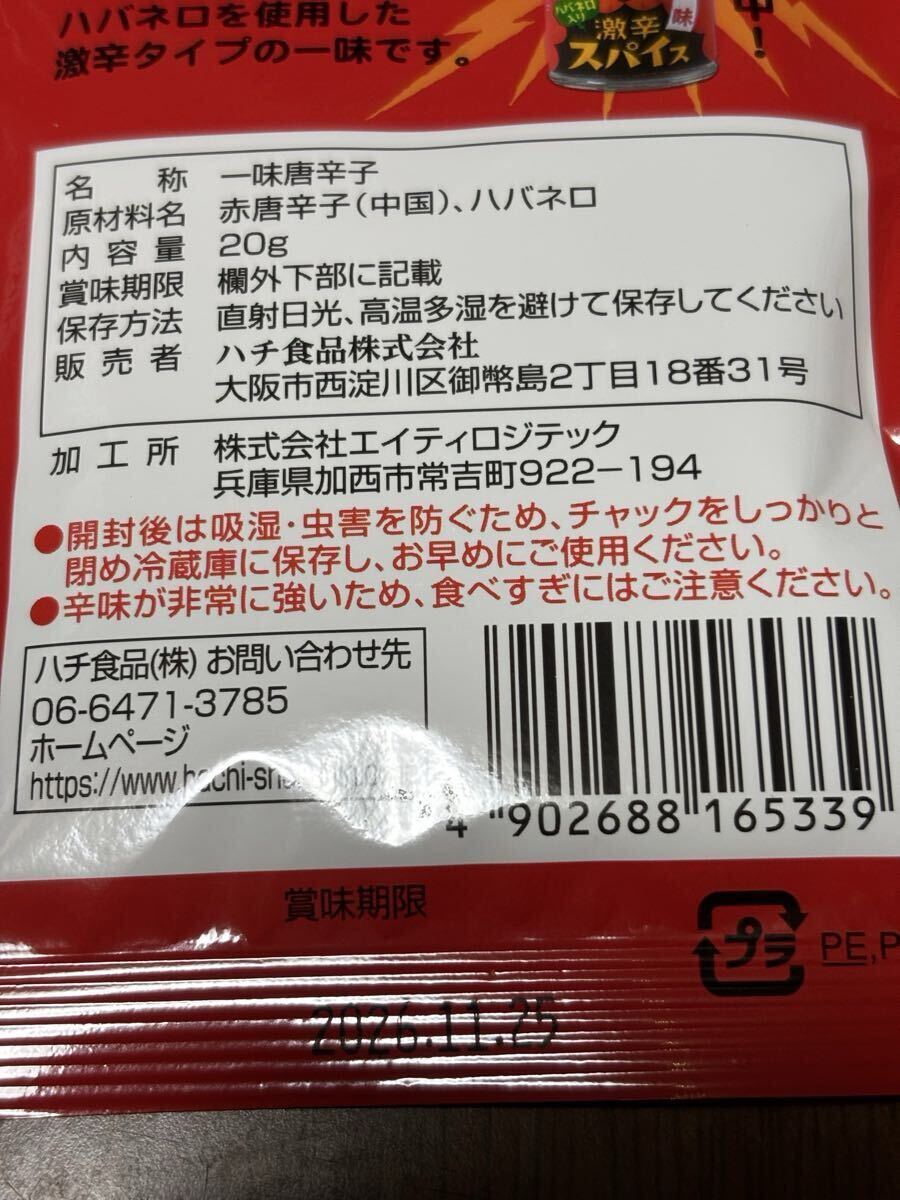 ハバネロを使用した
激辛タイプの一味です。
ハバネロ
入り
味
激辛
スパイス
中!
名称 一味唐辛子
原材料名 赤唐辛子(中国)、ハバネロ
内容量 20g
賞味期限 欄外下部に記載
保存方法 直射日光、高温多湿を避けて保存してください
販売者 ハチ食品株式会社
大阪市西淀川区御幣島2丁目18番31号
加工所 株式会社エイティロジテック
兵庫県加西市常吉町922−194
●開封後は吸湿・虫害を防ぐため、チャックをしっかりと
閉め冷蔵庫に保存し、お早めにご使用ください。
●辛味が非常に強いため、食べすぎにはご注意ください。
ハチ食品(株) お問い合わせ先
06-6471-3785
ホームページ
https://www.hachi-sho
4 902688 165339
賞味期限
プラ
PE,P
2026.11.25